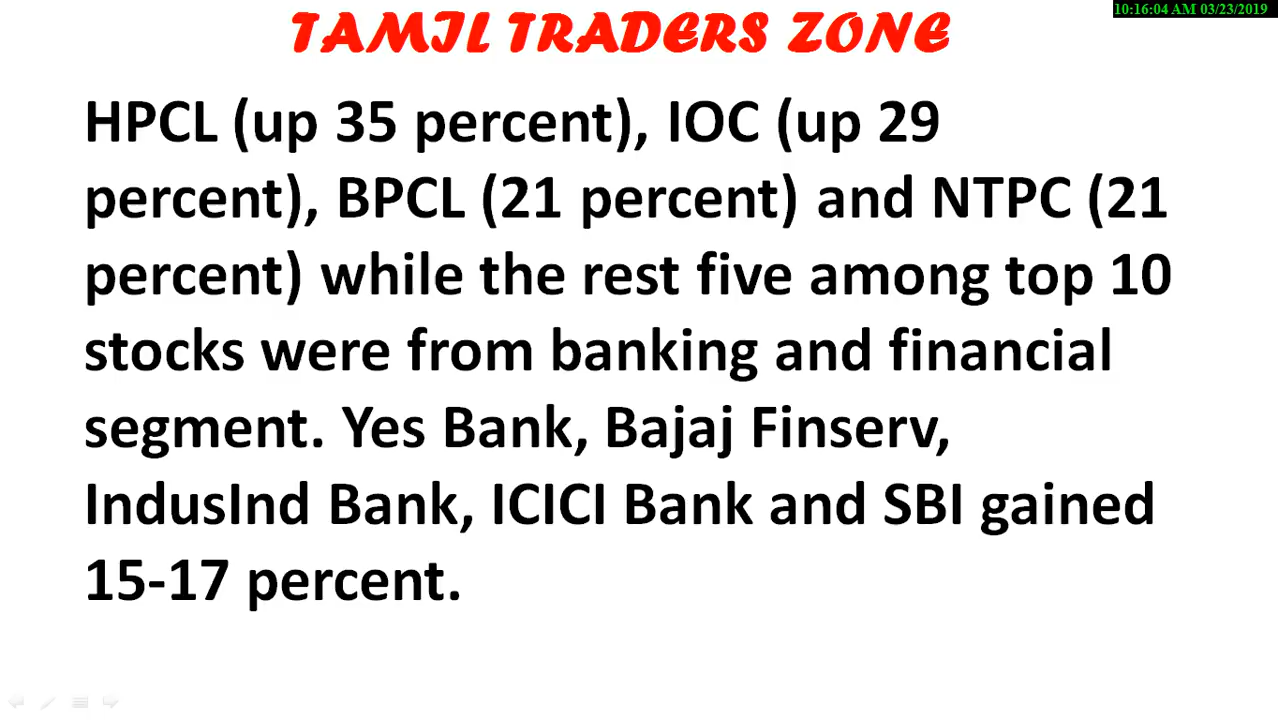 10:16:04 AM 03/23/2019
TAMIL TRADERS ZONE
HPCL (up 35 percent), IOC (up 29
percent), BPCL (21 percent) and NTPC (21
percent) while the rest five among top 10
stocks were from banking and financial
segment. Yes Bank, Bajaj Finserv,
IndusInd Bank, ICICI Bank and SBI gained
15-17 percent.